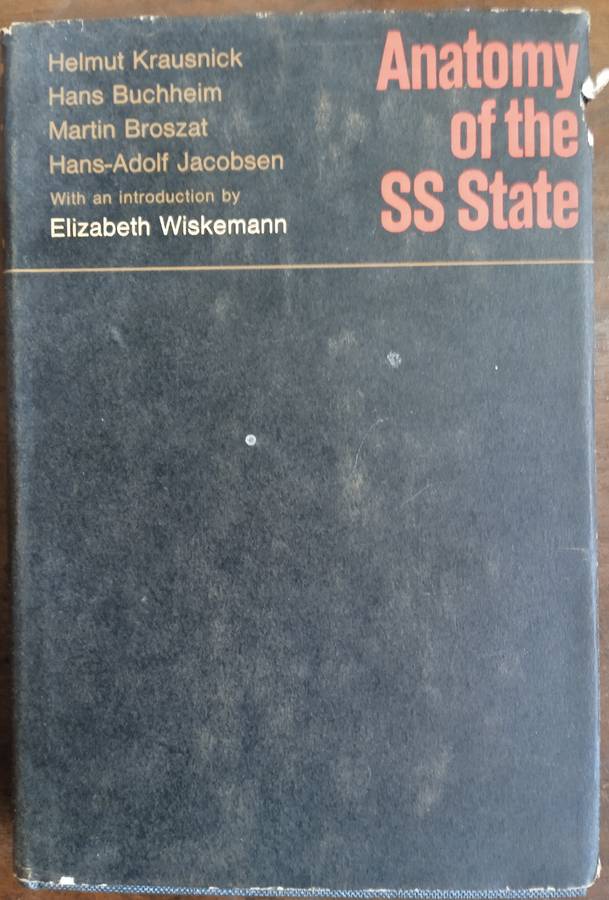 Helmut Krausnick
Hans Buchheim
Martin Broszat
Hans-Adolf Jacobsen
With an introduction by
Elizabeth Wiskemann
Anatomy
of the
SS State